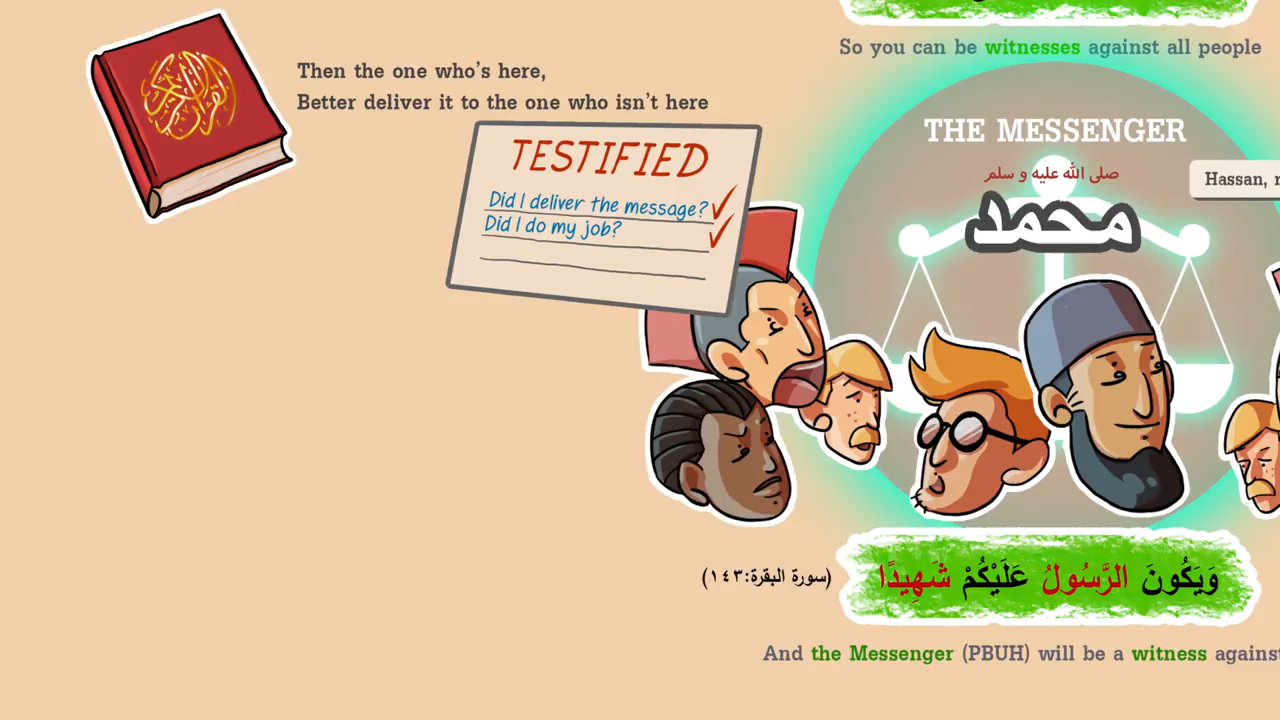 So you can be witnesses against all people
Then the one who's here,
Better deliver it to the one who isn't here
TESTIFIED
Did I deliver the message?
Did I do my job?
THE MESSENGER
صلى الله عليه و سلم
محمد
Hassan,
وَيَكُونَ الرَّسُولُ عَلَيْكُمْ شَهِيدًا
(سورة البقرة:١٤٣)
And the Messenger (PBUH) will be a witness against